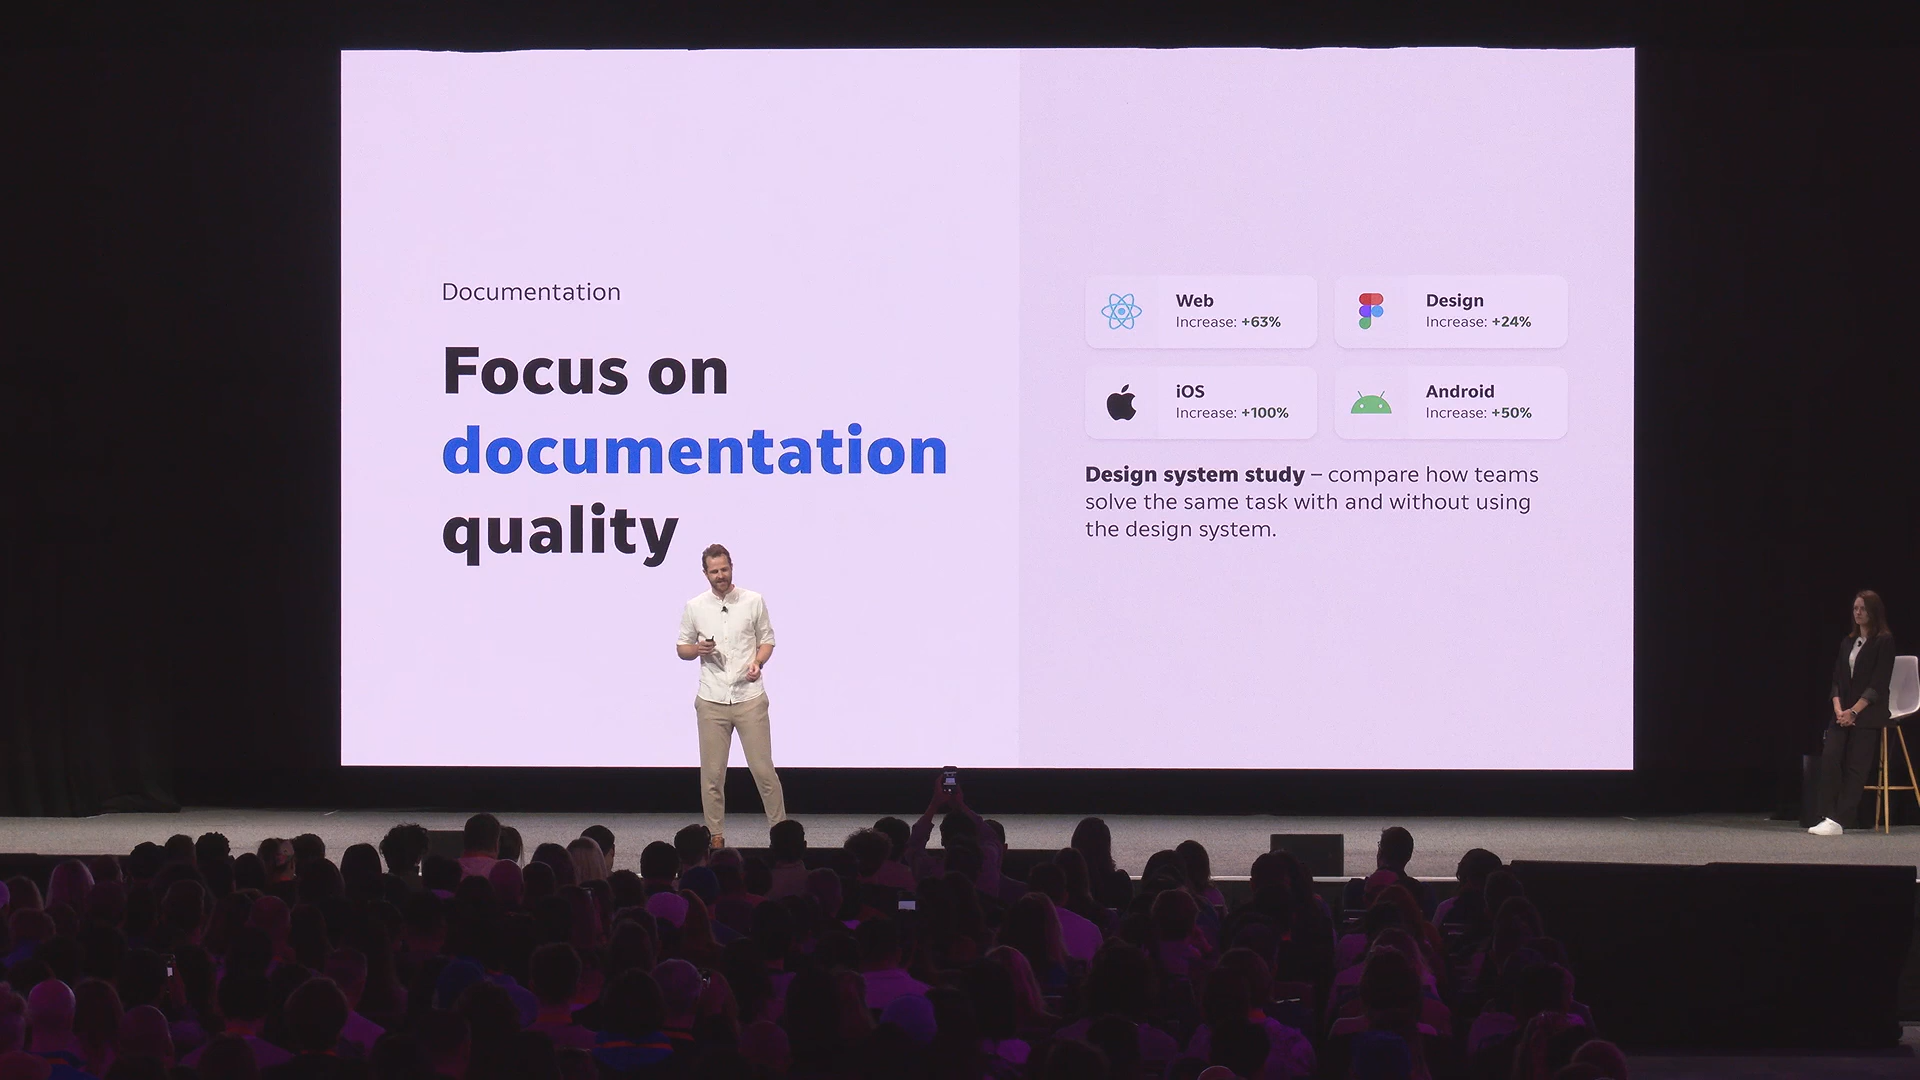 Documentation
Focus on
documentation
quality
Web
Increase: +63%
Design
Increase: +24%
iOS
Increase: +100%
Android
Increase: +50%
Design system study – compare how teams
solve the same task with and without using
the design system.